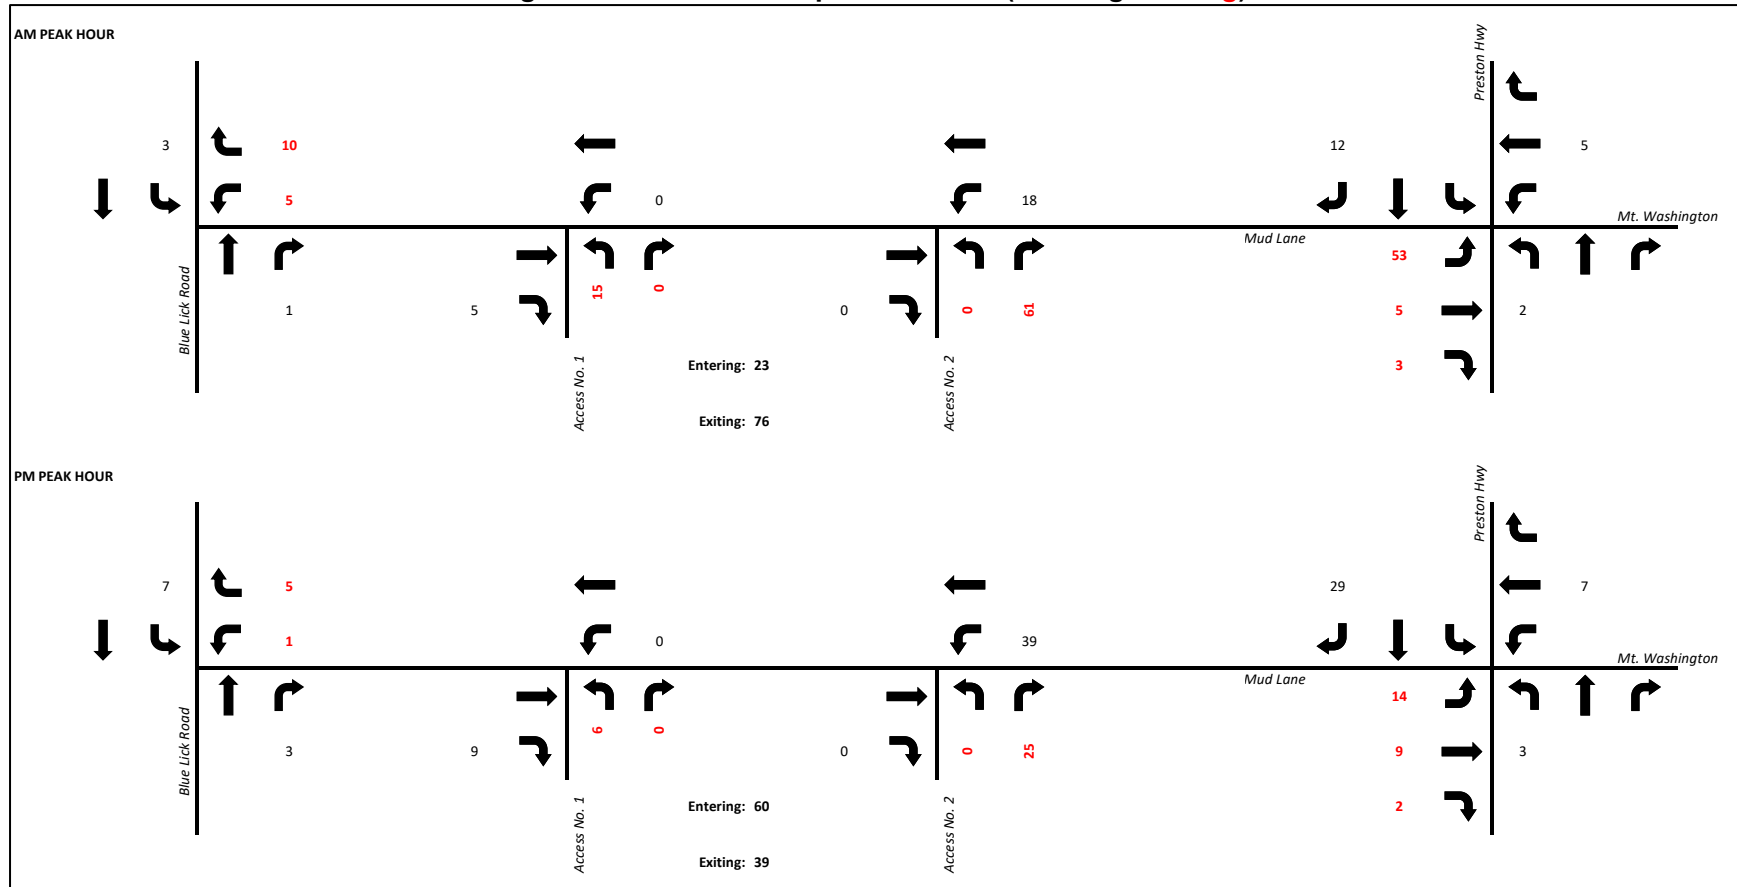 AM PEAK HOUR
Preston Hwy
3
10
12
5
5
0
18
Mt. Washington
Mud Lane
53
15
0
Blue Lick Road
1
5
0
0
61
5
2
Access No. 1
Entering: 23
Access No. 2
3
Exiting: 76
PM PEAK HOUR
Preston Hwy
7
5
29
7
1
0
39
Mt. Washington
Mud Lane
14
6
0
Blue Lick Road
3
9
0
0
25
9
3
Access No. 1
Entering: 60
Access No. 2
2
Exiting: 39